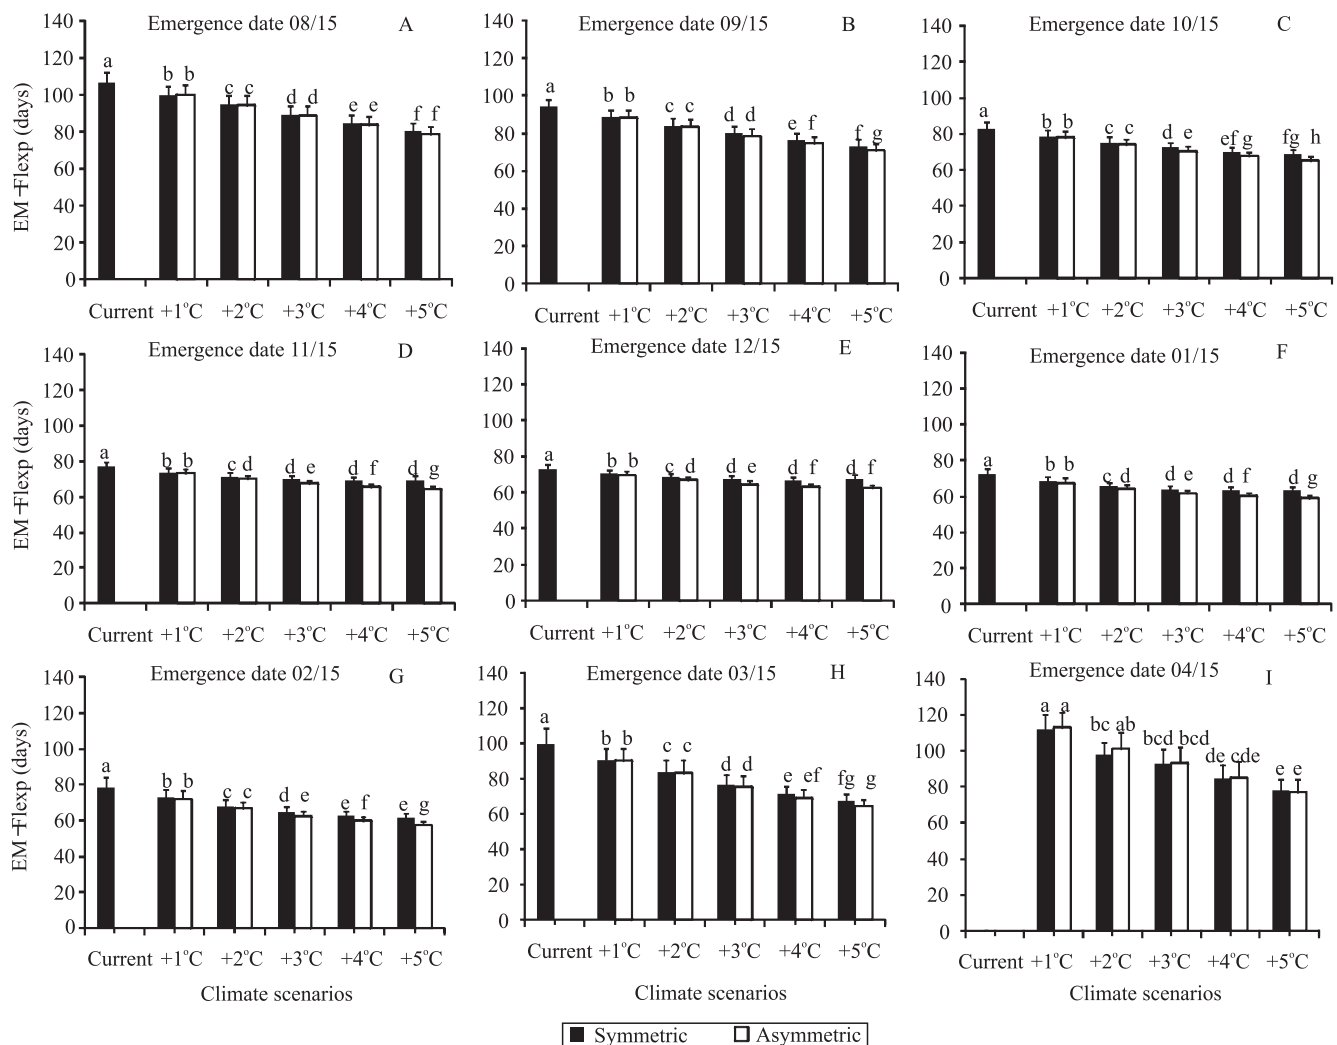 Emergence date 08/15 A
Emergence date 09/15 B
Emergence date 10/15 C
EM -Flexp (days)
140
120
100
80
60
40
20
0
a b b c c d d e e f f
Current +1°C +2°C +3°C +4°C +5°C
140
120
100
80
60
40
20
0
a b b c c d d e f f g
Current +1°C +2°C +3°C +4°C +5°C
140
120
100
80
60
40
20
0
a b b c c d e ef g fg h
Current +1°C +2°C +3°C +4°C +5°C
Emergence date 11/15 D
Emergence date 12/15 E
Emergence date 01/15 F
EM -Flexp (days)
140
120
100
80
60
40
20
0
a b b c d d e d f d g
Current +1°C +2°C +3°C +4°C +5°C
140
120
100
80
60
40
20
0
a b b c d d e d f d f
Current +1°C +2°C +3°C +4°C +5°C
140
120
100
80
60
40
20
0
a b b c d d e d f d g
Current +1°C +2°C +3°C +4°C +5°C
Emergence date 02/15 G
Emergence date 03/15 H
Emergence date 04/15 I
EM -Flexp (days)
140
120
100
80
60
40
20
0
a b b c c d e e f e g
Current +1°C +2°C +3°C +4°C +5°C
Climate scenarios
140
120
100
80
60
40
20
0
a b b c c d d e ef fg g
Current +1°C +2°C +3°C +4°C +5°C
Climate scenarios
140
120
100
80
60
40
20
0
a a bc ab bcd bcd de cde e e
Current +1°C +2°C +3°C +4°C +5°C
Climate scenarios
Symmetric Asymmetric